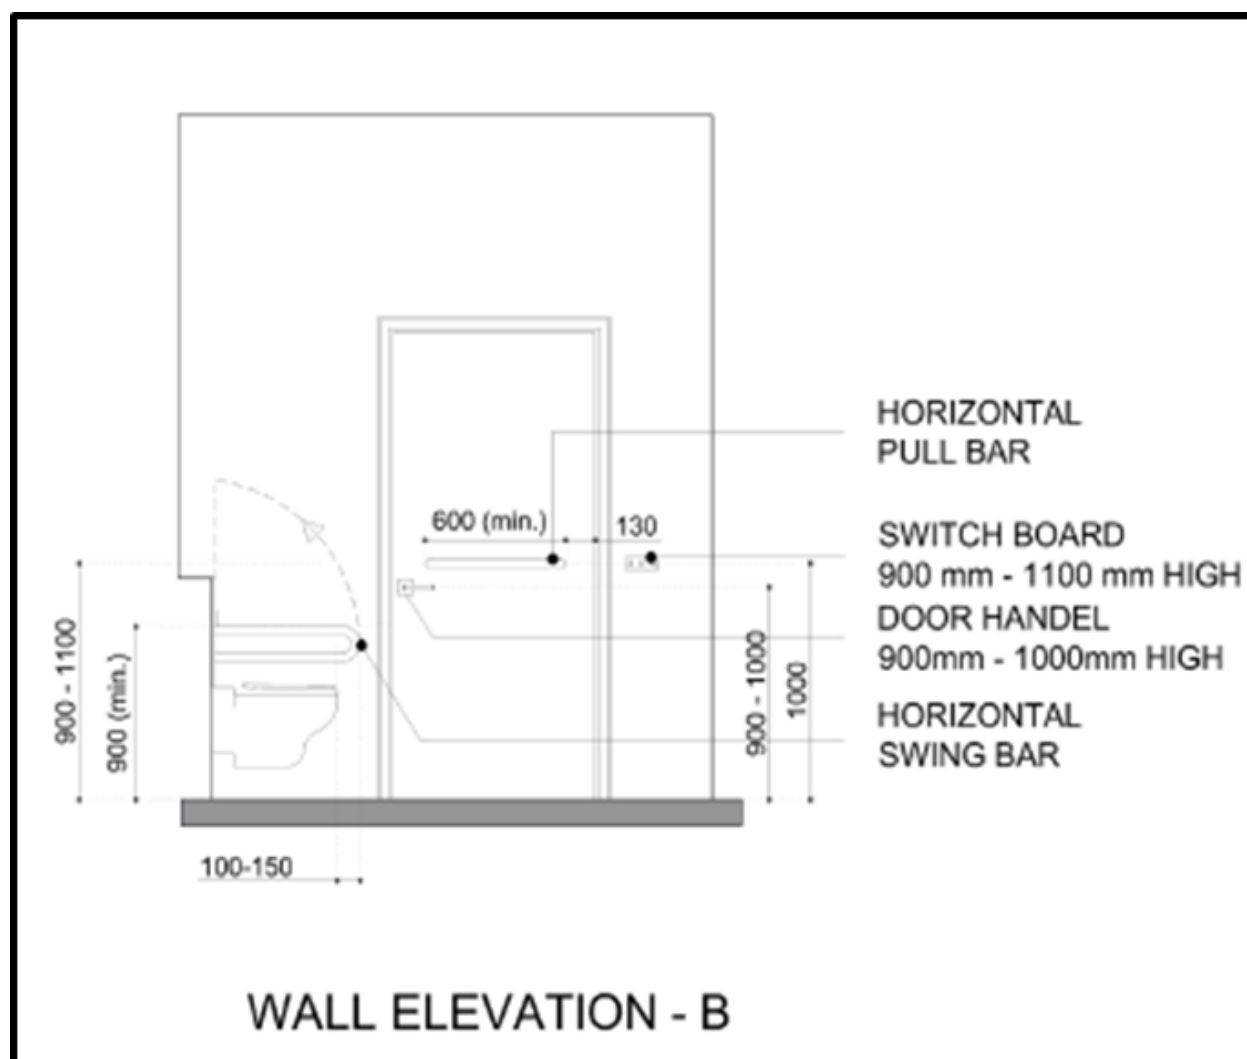 HORIZONTAL
PULL BAR
600 (min.)
130
SWITCH BOARD
900 mm - 1100 mm HIGH
DOOR HANDEL
900mm - 1000mm HIGH
900 - 1100
900 (min.)
900 - 1000
1000
HORIZONTAL
SWING BAR
100-150
WALL ELEVATION - B